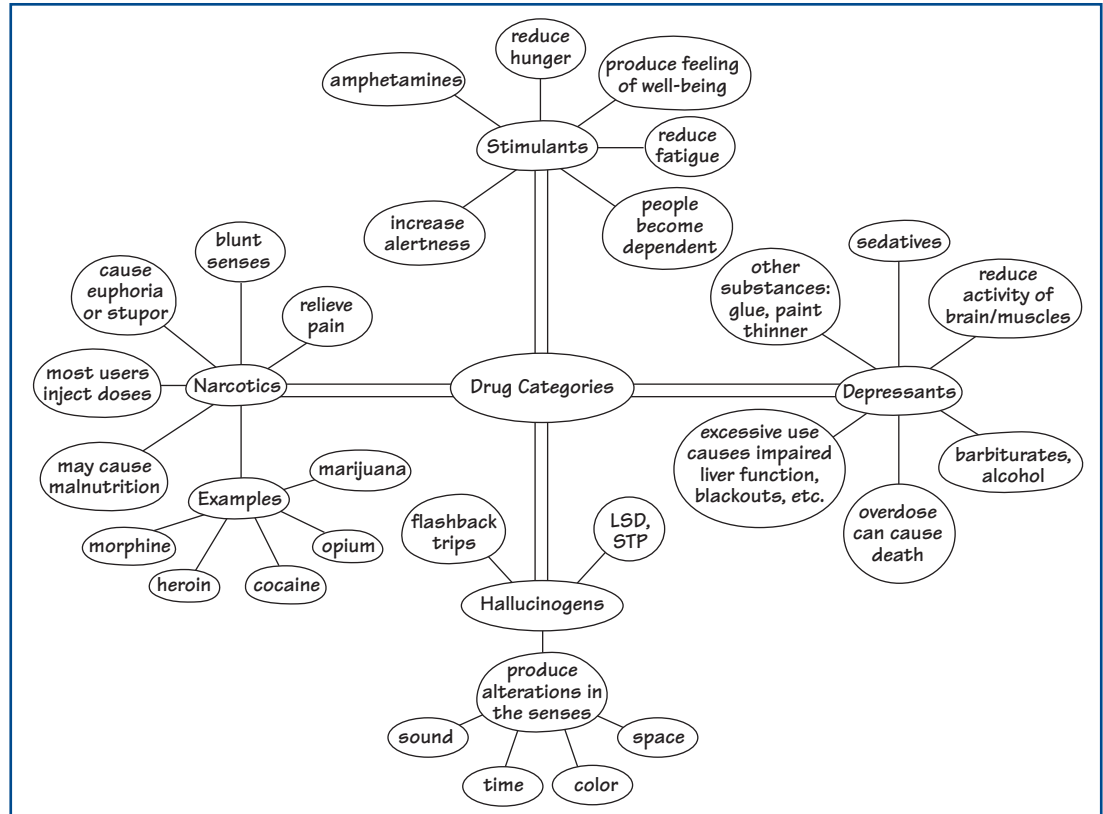 reduce
hunger
amphetamines
produce feeling
of well-being
Stimulants
reduce
fatigue
increase
alertness
people
become
dependent
blunt
senses
cause
euphoria
or stupor
relieve
pain
most users
inject doses
Narcotics
may cause
malnutrition
Examples
marijuana
morphine
heroin
cocaine
opium
Drug Categories
sedatives
other
substances:
glue, paint
thinner
reduce
activity of
brain/muscles
Depressants
excessive use
causes impaired
liver function,
blackouts, etc.
barbiturates,
alcohol
overdose
can cause
death
flashback
trips
LSD,
STP
Hallucinogens
produce
alterations in
the senses
sound
time
color
space